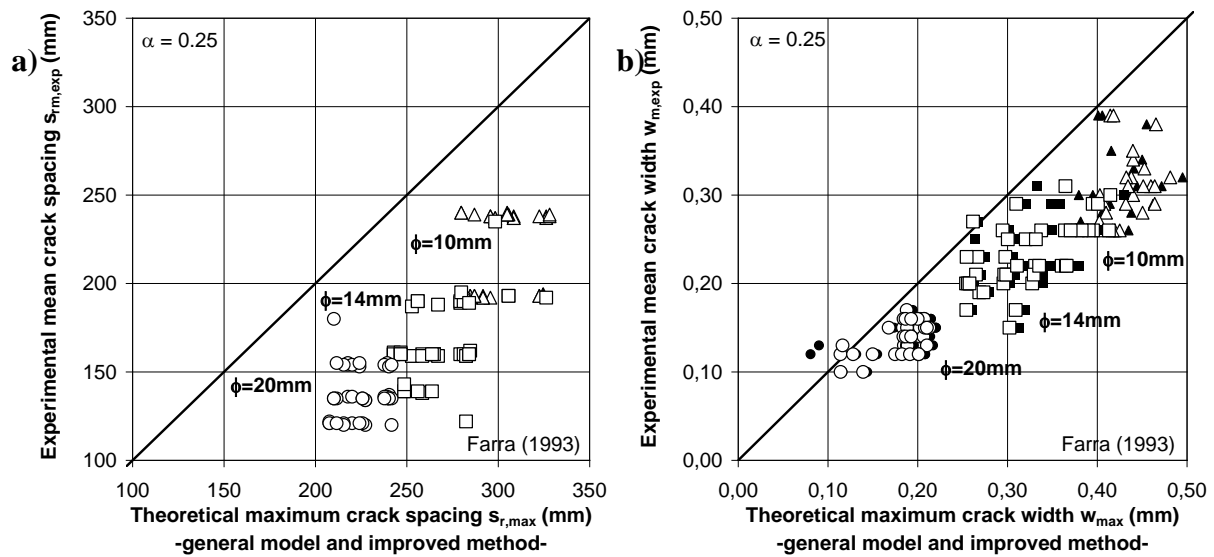 a)
Experimental mean crack spacing s_rm,exp (mm)
350
300
250
200
150
100
α = 0.25
ϕ=10mm
ϕ=14mm
ϕ=20mm
Farra (1993)
100 150 200 250 300 350
Theoretical maximum crack spacing s_r,max (mm)
-general model and improved method-
b)
Experimental mean crack width w_m,exp (mm)
0,50
0,40
0,30
0,20
0,10
0,00
α = 0.25
ϕ=10mm
ϕ=14mm
ϕ=20mm
Farra (1993)
0,00 0,10 0,20 0,30 0,40 0,50
Theoretical maximum crack width w_max (mm)
-general model and improved method-